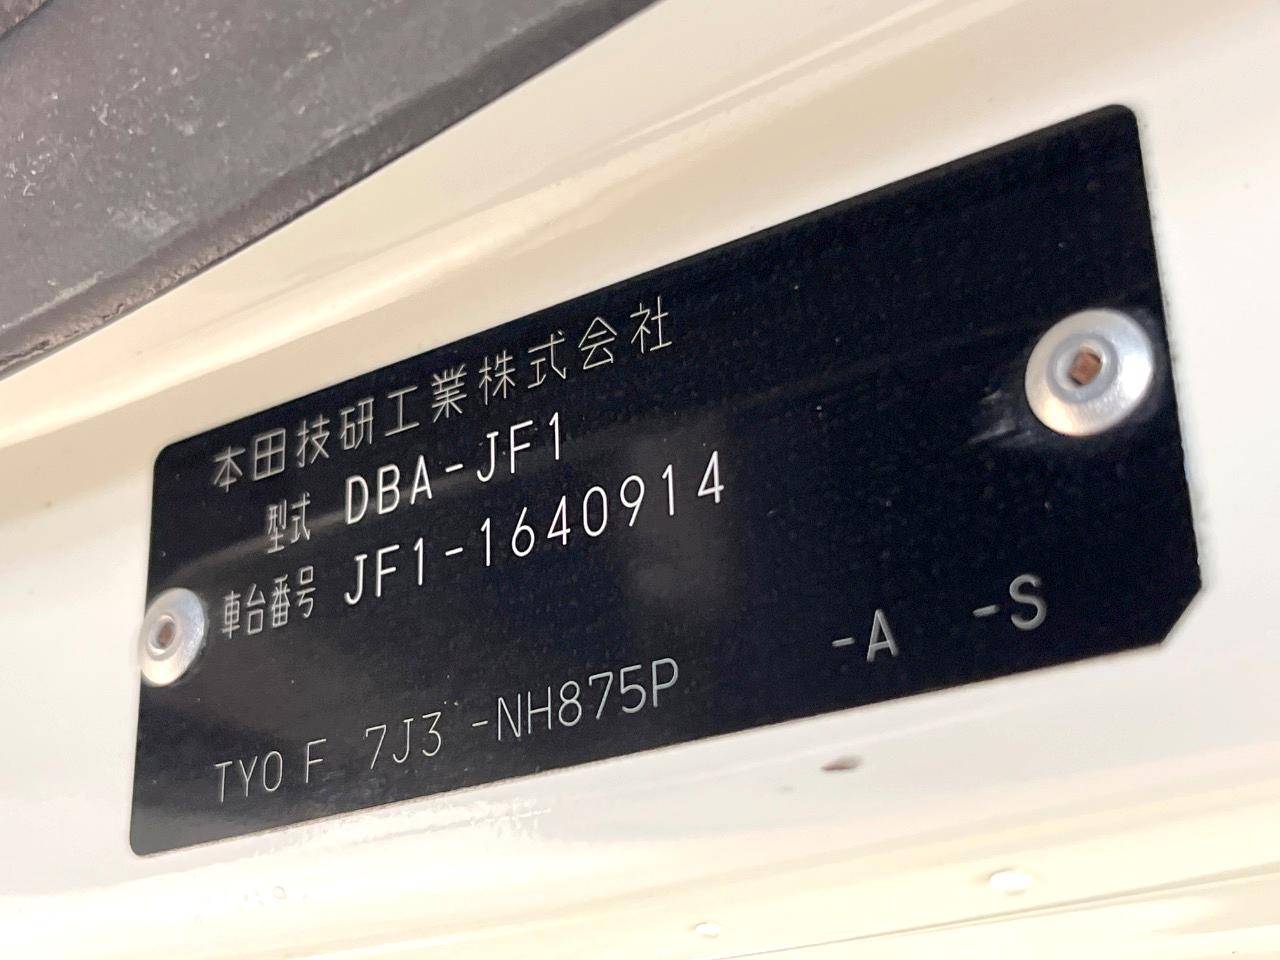 本田技研工業株式会社
型式 DBA-JF1
車台番号 JF1-1640914
TY0 F 7J3 -NH875P -A -S